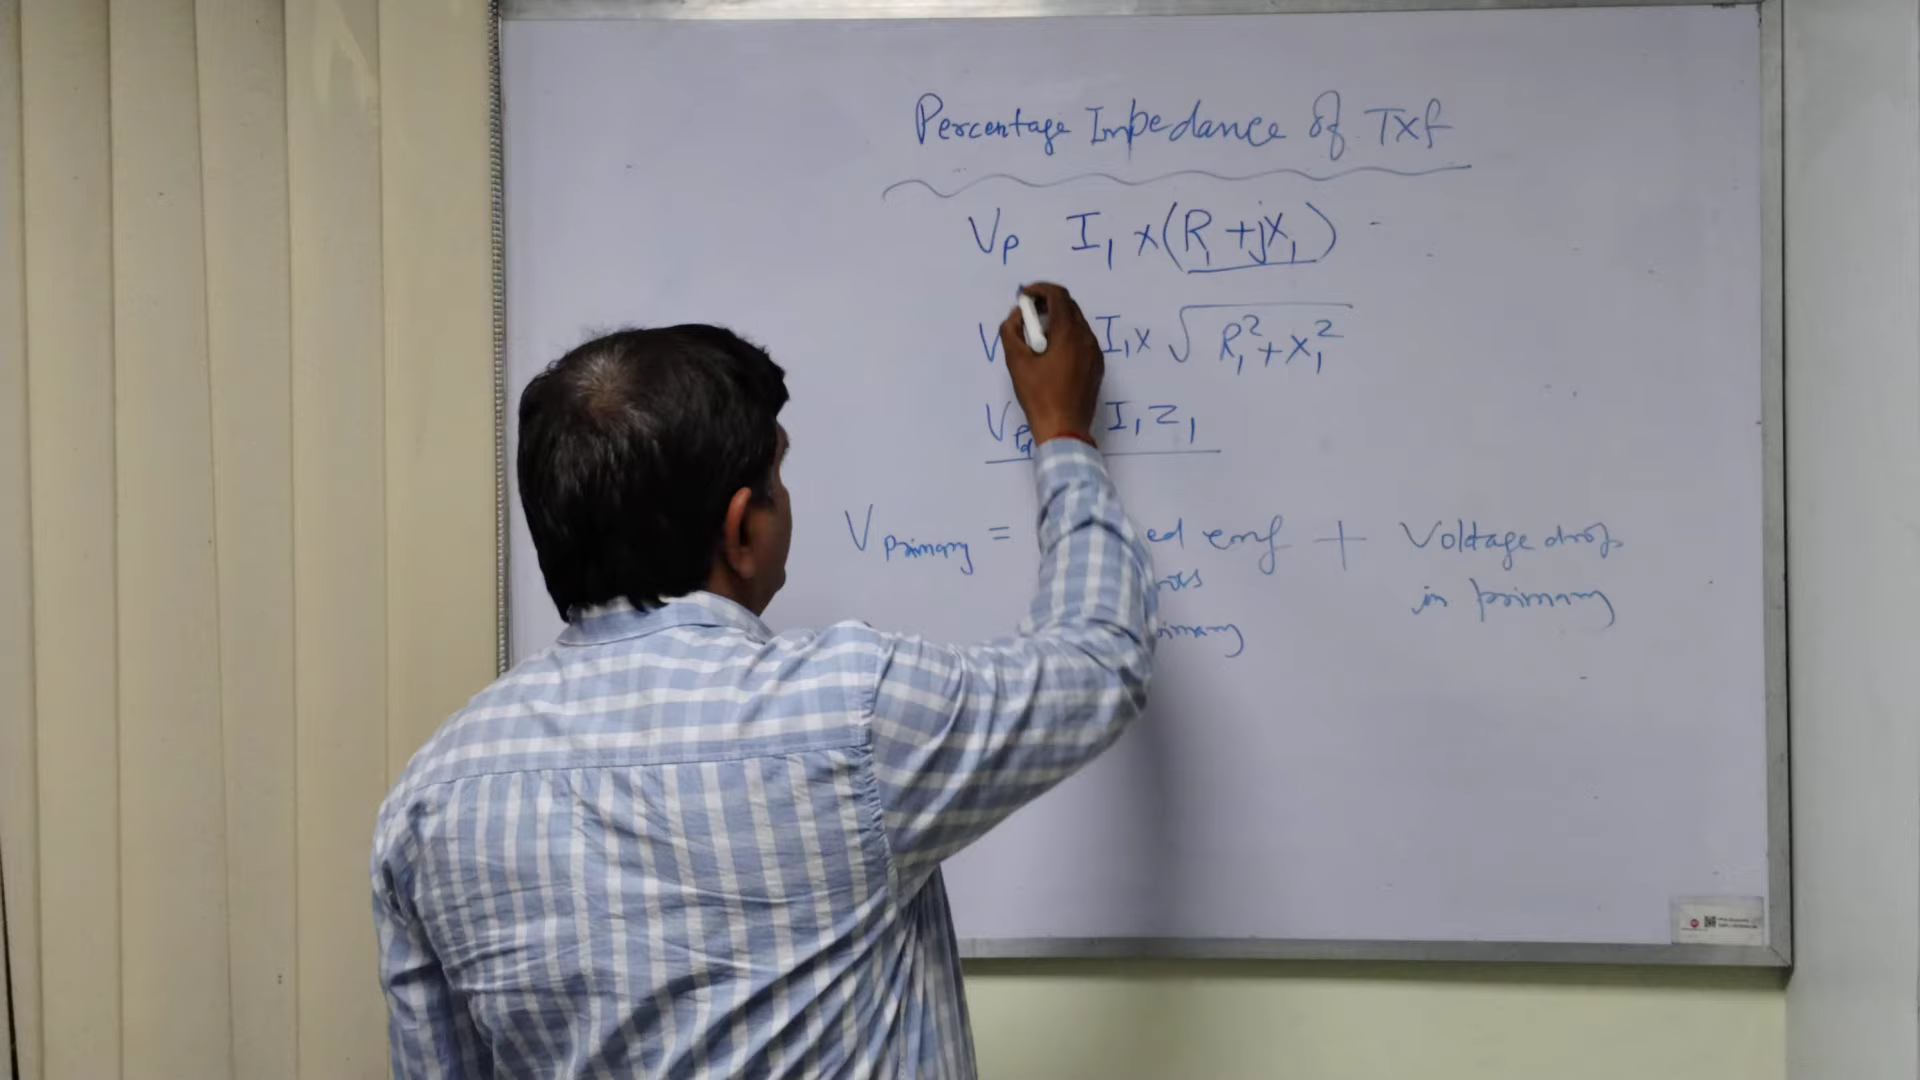 Percentage Impedance of Txf
Vp I₁ x (R₁ + jX₁)
V I₁ x √ R₁² + X₁²
V_Pd I₁ Z₁
V Primary = ed emf + Voltage drop
in primary